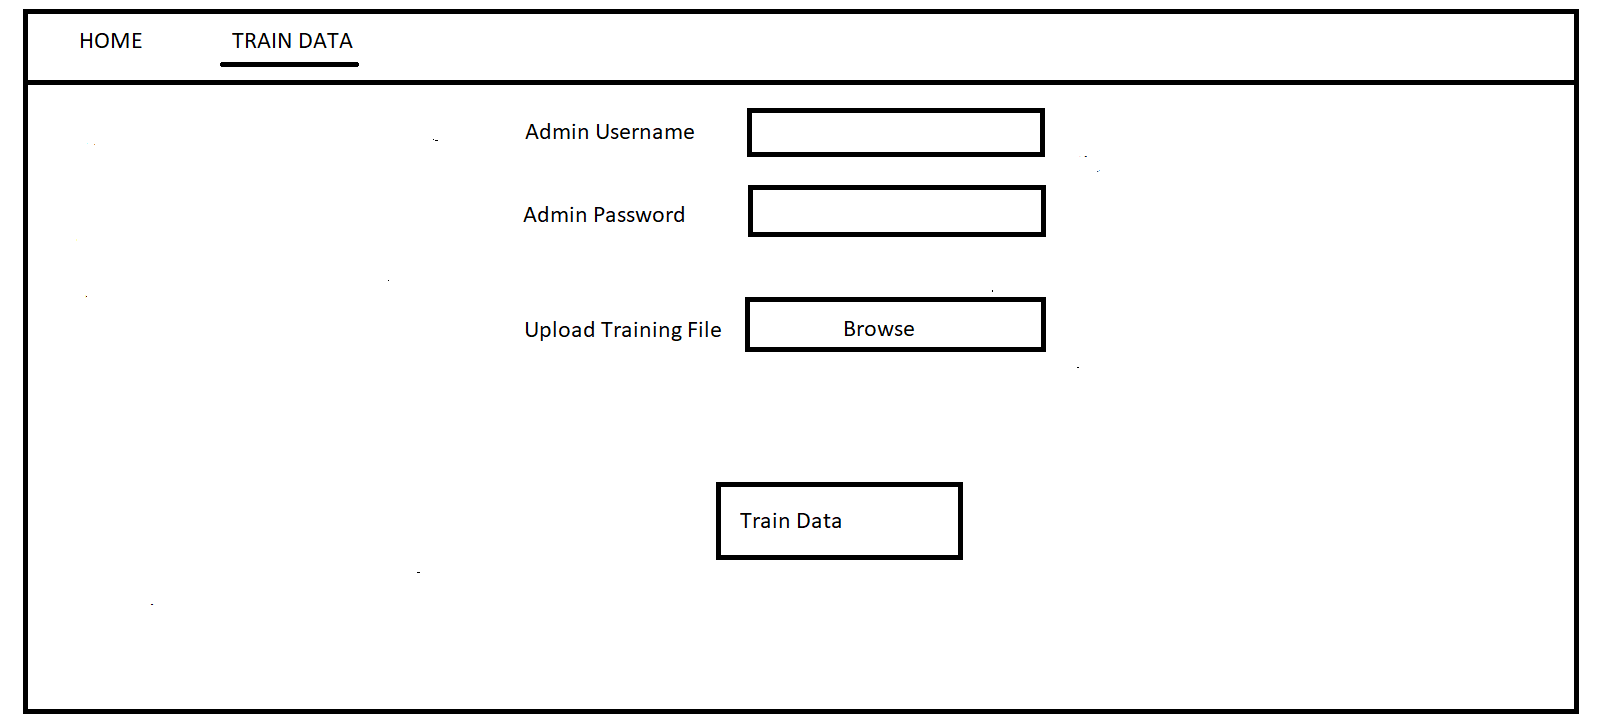 HOME TRAIN DATA
Admin Username
Admin Password
Upload Training File Browse
Train Data